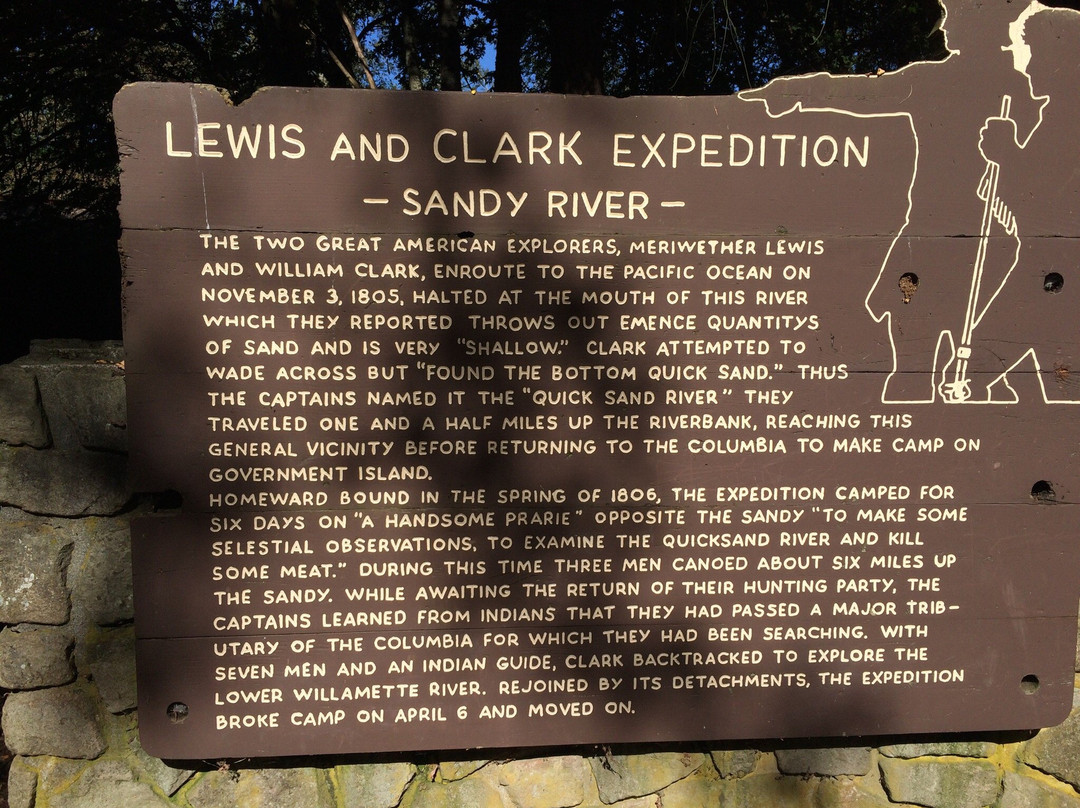 LEWIS AND CLARK EXPEDITION
- SANDY RIVER -
THE TWO GREAT AMERICAN EXPLORERS, MERIWETHER LEWIS
AND WILLIAM CLARK, ENROUTE TO THE PACIFIC OCEAN ON
NOVEMBER 3, 1805, HALTED AT THE MOUTH OF THIS RIVER
WHICH THEY REPORTED THROWS OUT EMENCE QUANTITYS
OF SAND AND IS VERY "SHALLOW." CLARK ATTEMPTED TO
WADE ACROSS BUT "FOUND THE BOTTOM QUICK SAND." THUS
THE CAPTAINS NAMED IT THE "QUICK SAND RIVER" THEY
TRAVELED ONE AND A HALF MILES UP THE RIVERBANK, REACHING THIS
GENERAL VICINITY BEFORE RETURNING TO THE COLUMBIA TO MAKE CAMP ON
GOVERNMENT ISLAND.
HOMEWARD BOUND IN THE SPRING OF 1806, THE EXPEDITION CAMPED FOR
SIX DAYS ON "A HANDSOME PRARIE" OPPOSITE THE SANDY "TO MAKE SOME
SELESTIAL OBSERVATIONS, TO EXAMINE THE QUICKSAND RIVER AND KILL
SOME MEAT." DURING THIS TIME THREE MEN CANOED ABOUT SIX MILES UP
THE SANDY. WHILE AWAITING THE RETURN OF THEIR HUNTING PARTY, THE
CAPTAINS LEARNED FROM INDIANS THAT THEY HAD PASSED A MAJOR TRIB-
UTARY OF THE COLUMBIA FOR WHICH THEY HAD BEEN SEARCHING. WITH
SEVEN MEN AND AN INDIAN GUIDE, CLARK BACKTRACKED TO EXPLORE THE
LOWER WILLAMETTE RIVER. REJOINED BY ITS DETACHMENTS, THE EXPEDITION
BROKE CAMP ON APRIL 6 AND MOVED ON.